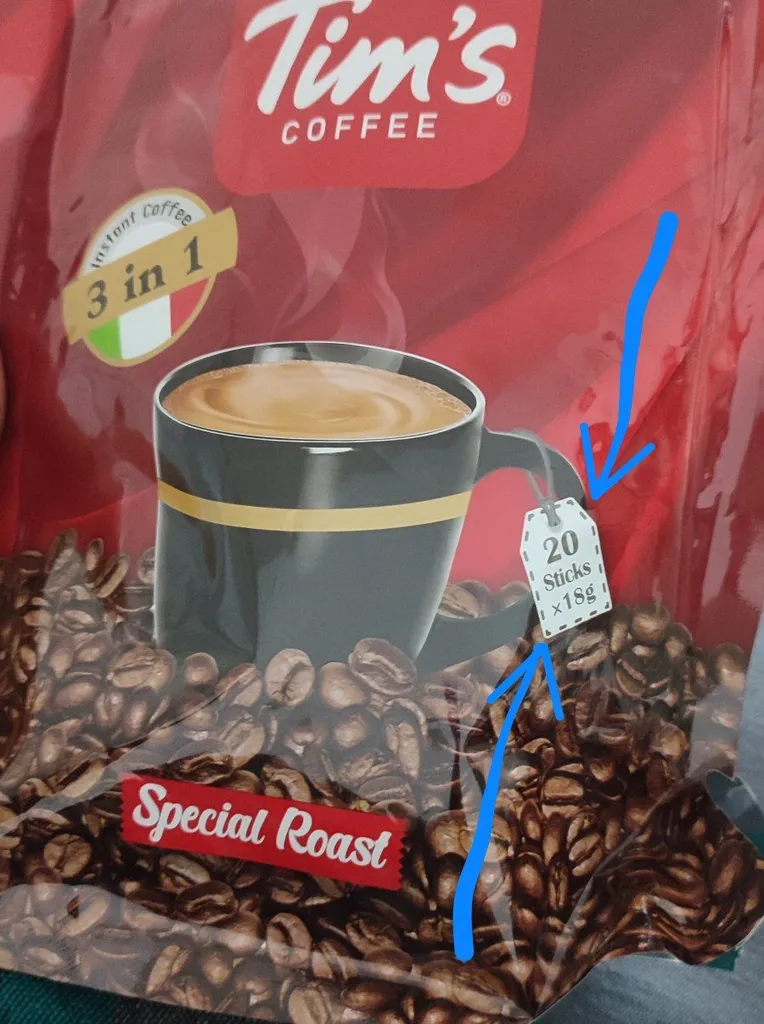 Tim's®
COFFEE
Instant Coffee
3 in 1
20
Sticks
×18g
Special Roast